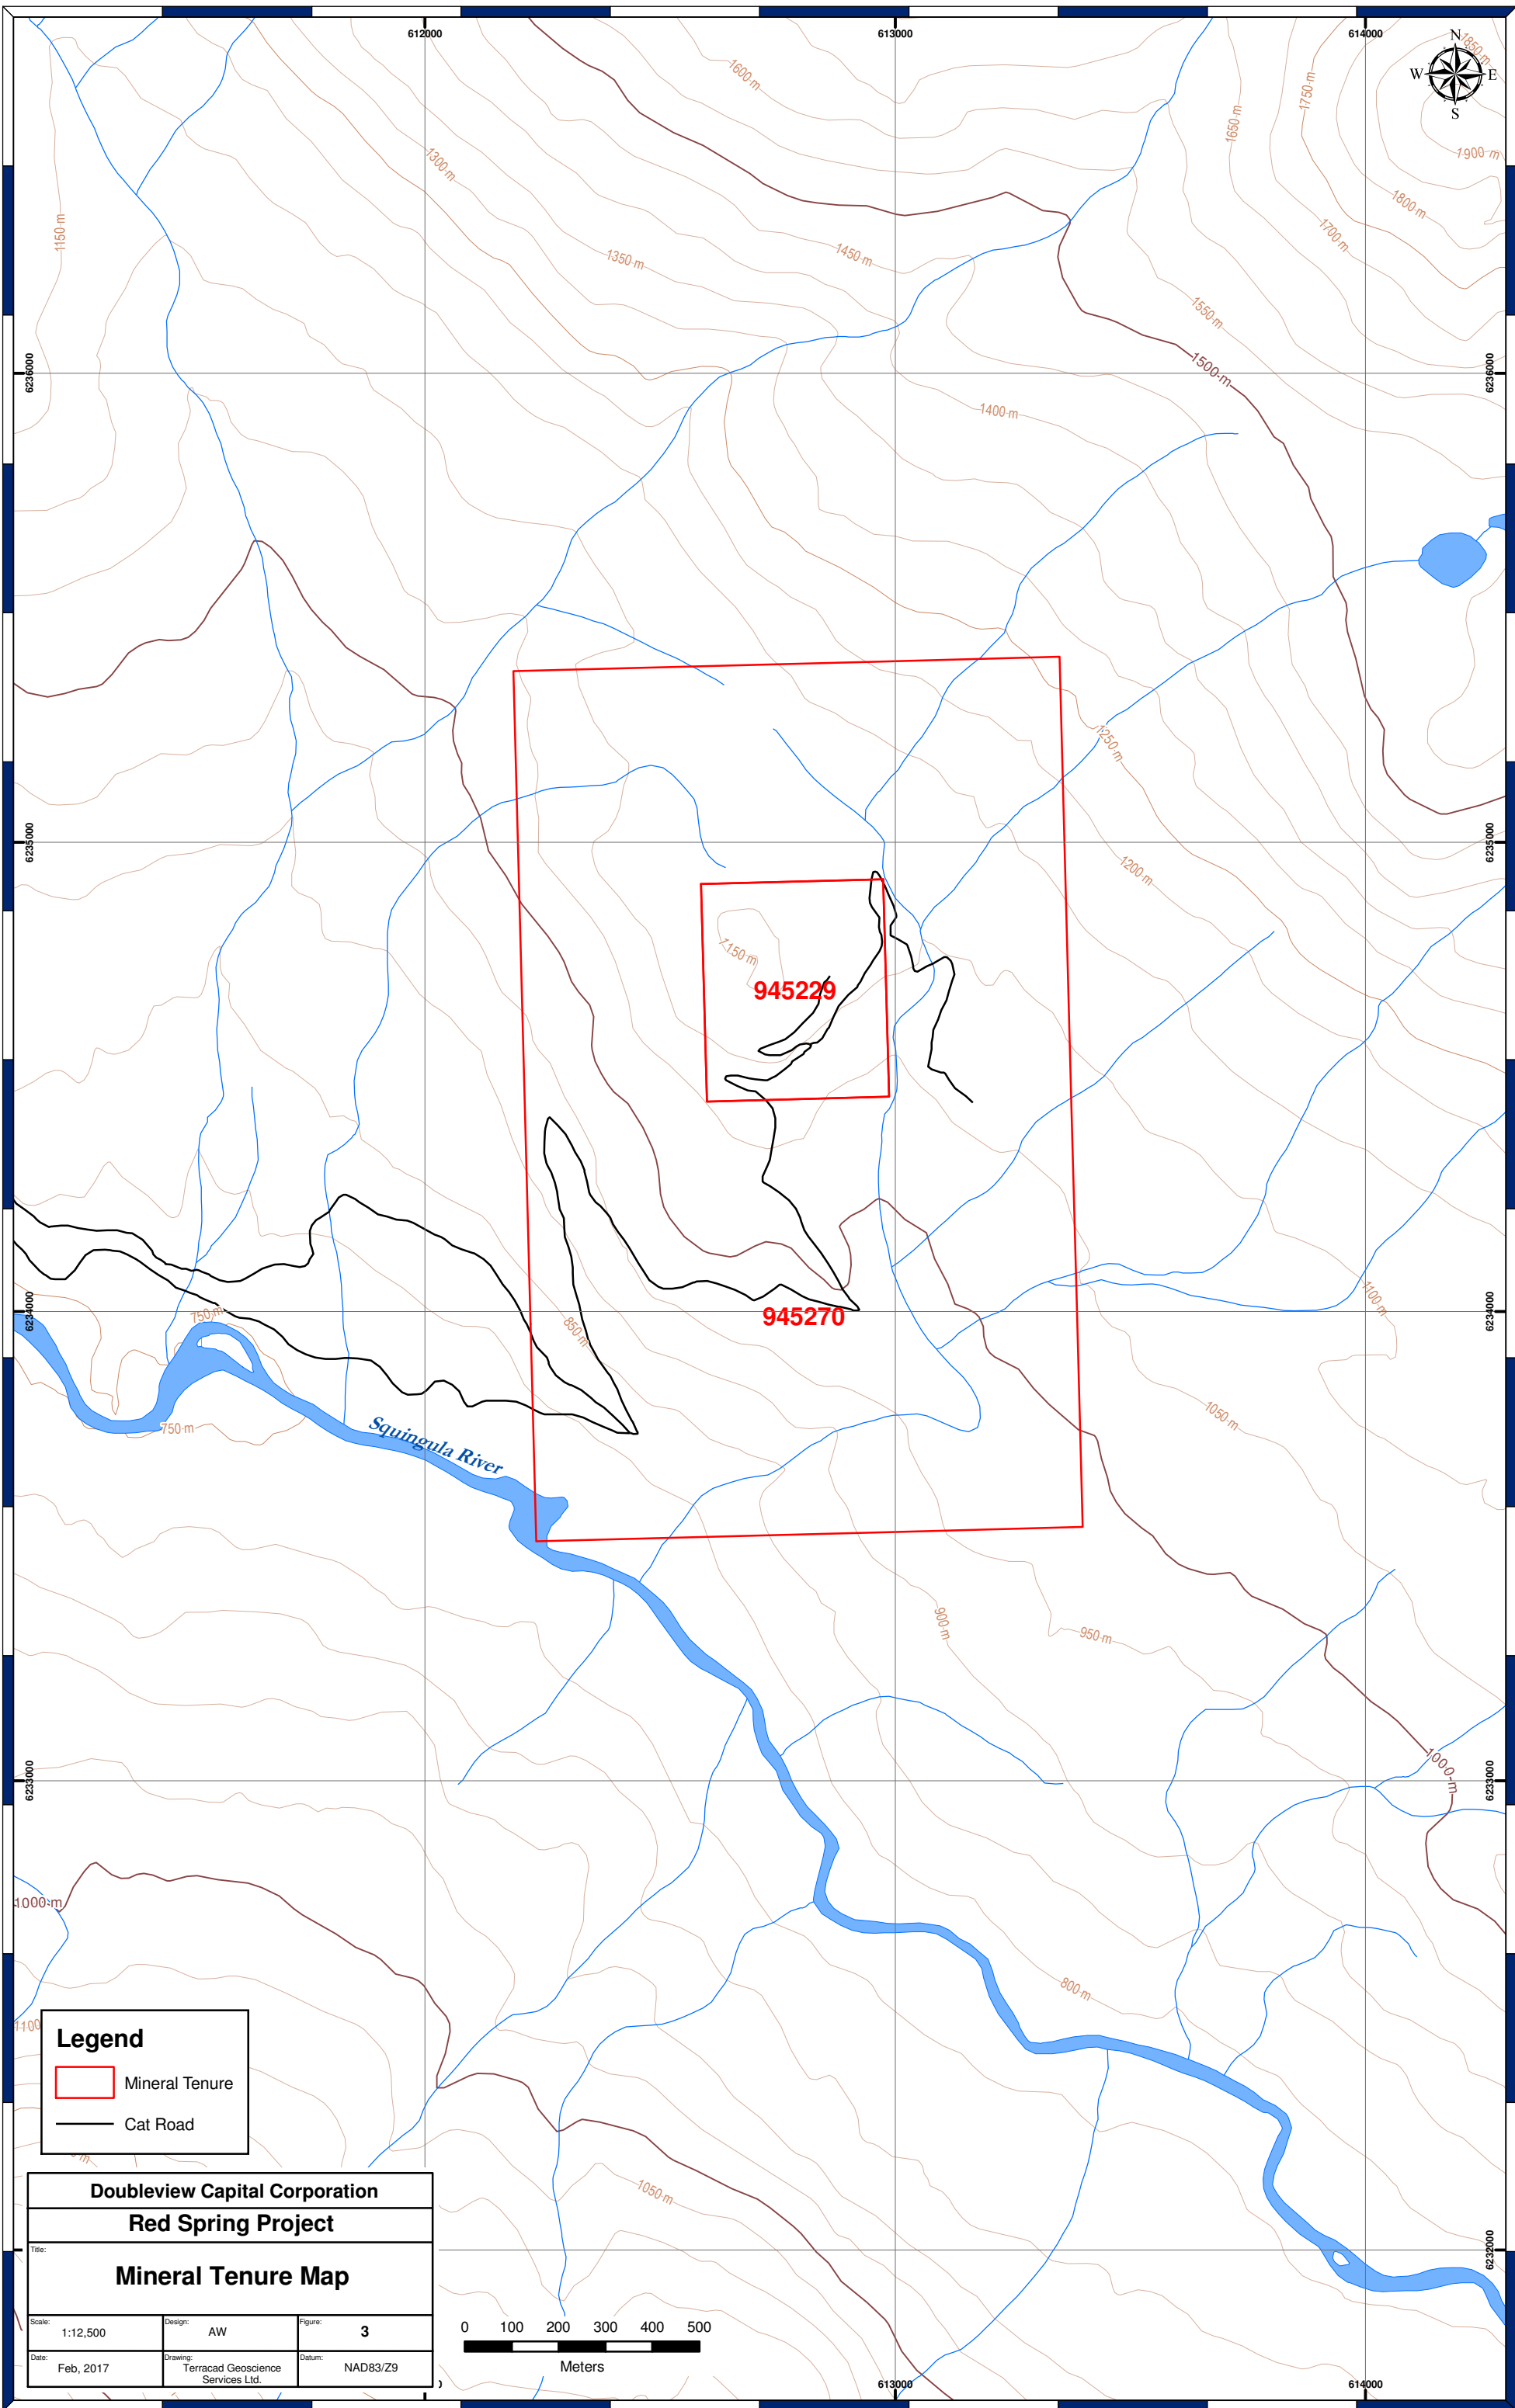 612000
613000
614000
N
W E
S
1850 m
1600 m
1750 m
1650 m
1300 m
1900 m
1800 m
1150 m
1700 m
1450 m
1350 m
1550 m
1500 m
6236000
6236000
1400 m
1250 m
6235000
6235000
1200 m
1150 m
945229
1100 m
750 m
6234000
945270
6234000
850 m
1050 m
750 m
Squingula River
900 m
950 m
6233000
1000 m
6233000
1000 m
800 m
1100
Legend
Mineral Tenure
Cat Road
m
1050 m
Doubleview Capital Corporation
Red Spring Project
Title:
Mineral Tenure Map
6232000
Scale: 1:12,500
Design: AW
Figure: 3
Date: Feb, 2017
Drawing: Terracad Geoscience
Services Ltd.
Datum: NAD83/Z9
0 100 200 300 400 500
Meters
613000
614000